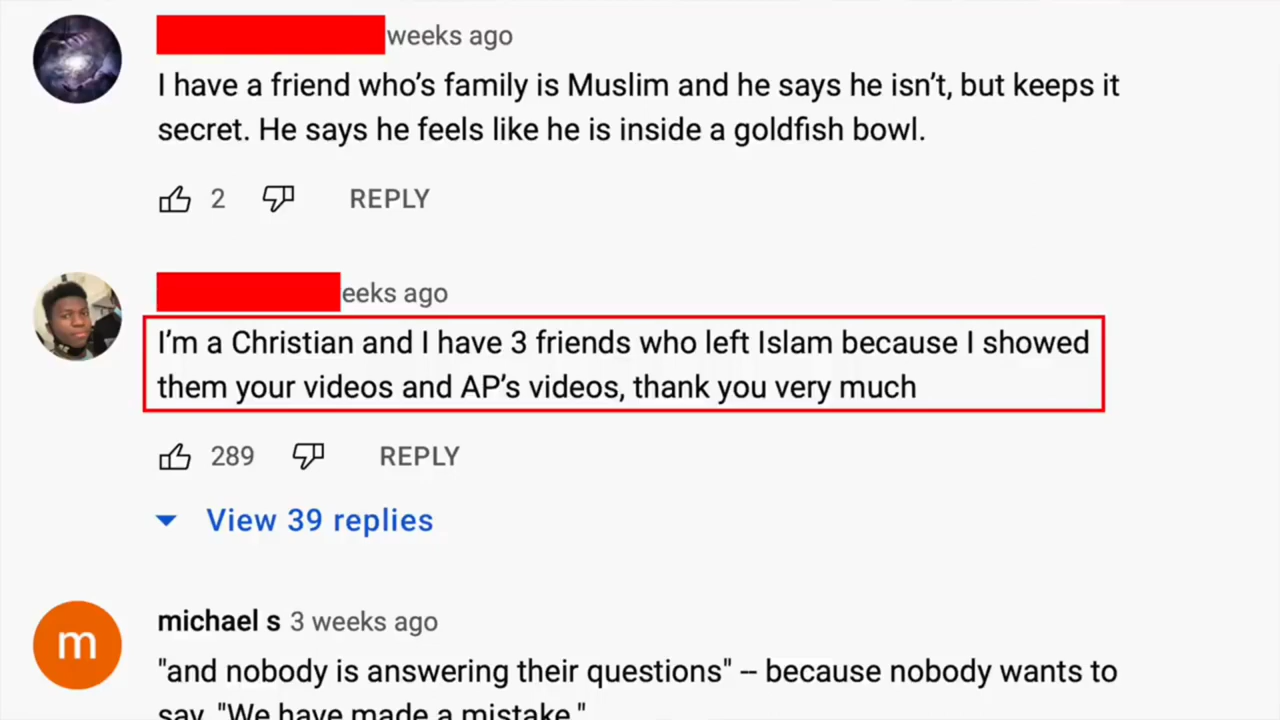 weeks ago
I have a friend who's family is Muslim and he says he isn't, but keeps it
secret. He says he feels like he is inside a goldfish bowl.
2 REPLY
eeks ago
I'm a Christian and I have 3 friends who left Islam because I showed
them your videos and AP's videos, thank you very much
289 REPLY
View 39 replies
m
michael s 3 weeks ago
"and nobody is answering their questions" -- because nobody wants to
say, "We have made a mistake."